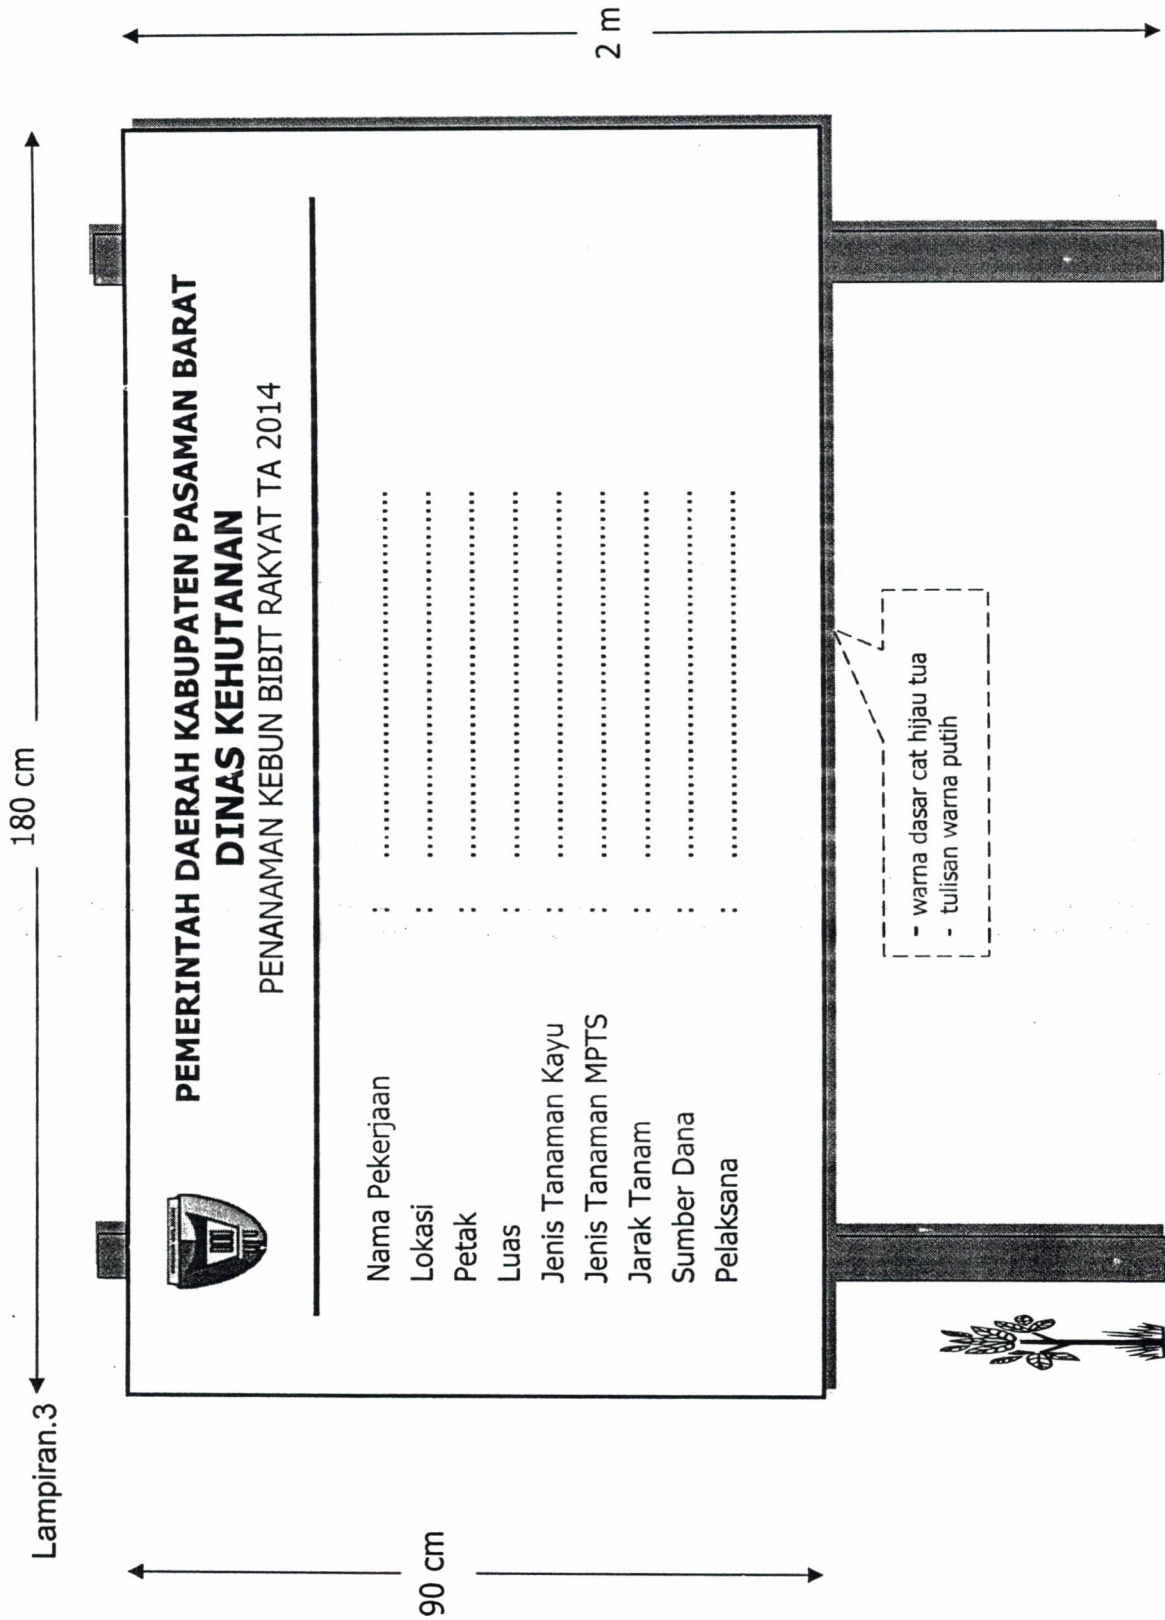 Lampiran.3
180 cm
90 cm
2 m
PEMERINTAH DAERAH KABUPATEN PASAMAN BARAT
DINAS KEHUTANAN
PENANAMAN KEBUN BIBIT RAKYAT TA 2014
Nama Pekerjaan : ..........................................
Lokasi : ..........................................
Petak : ..........................................
Luas : ..........................................
Jenis Tanaman Kayu : ..........................................
Jenis Tanaman MPTS : ..........................................
Jarak Tanam : ..........................................
Sumber Dana : ..........................................
Pelaksana : ..........................................
- warna dasar cat hijau tua
- tulisan warna putih